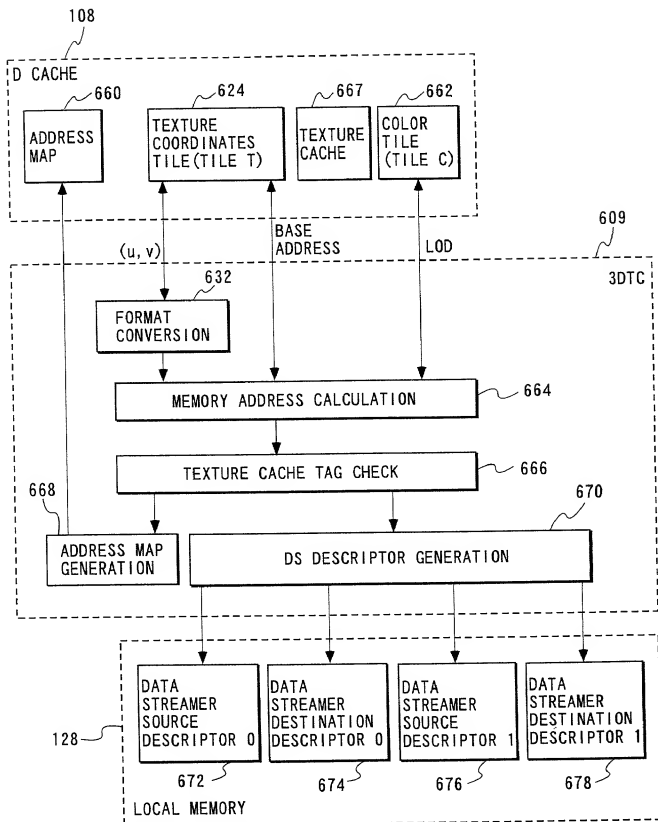 108
D CACHE
660
624
667
662
ADDRESS
MAP
TEXTURE
COORDINATES
TILE(TILE T)
TEXTURE
CACHE
COLOR
TILE
(TILE C)
(u,v)
BASE
ADDRESS
LOD
609
3DTC
632
FORMAT
CONVERSION
MEMORY ADDRESS CALCULATION
664
TEXTURE CACHE TAG CHECK
666
668
670
ADDRESS MAP
GENERATION
DS DESCRIPTOR GENERATION
DATA
STREAMER
SOURCE
DESCRIPTOR 0
DATA
STREAMER
DESTINATION
DESCRIPTOR 0
DATA
STREAMER
SOURCE
DESCRIPTOR 1
DATA
STREAMER
DESTINATION
DESCRIPTOR 1
128
672
674
676
678
LOCAL MEMORY